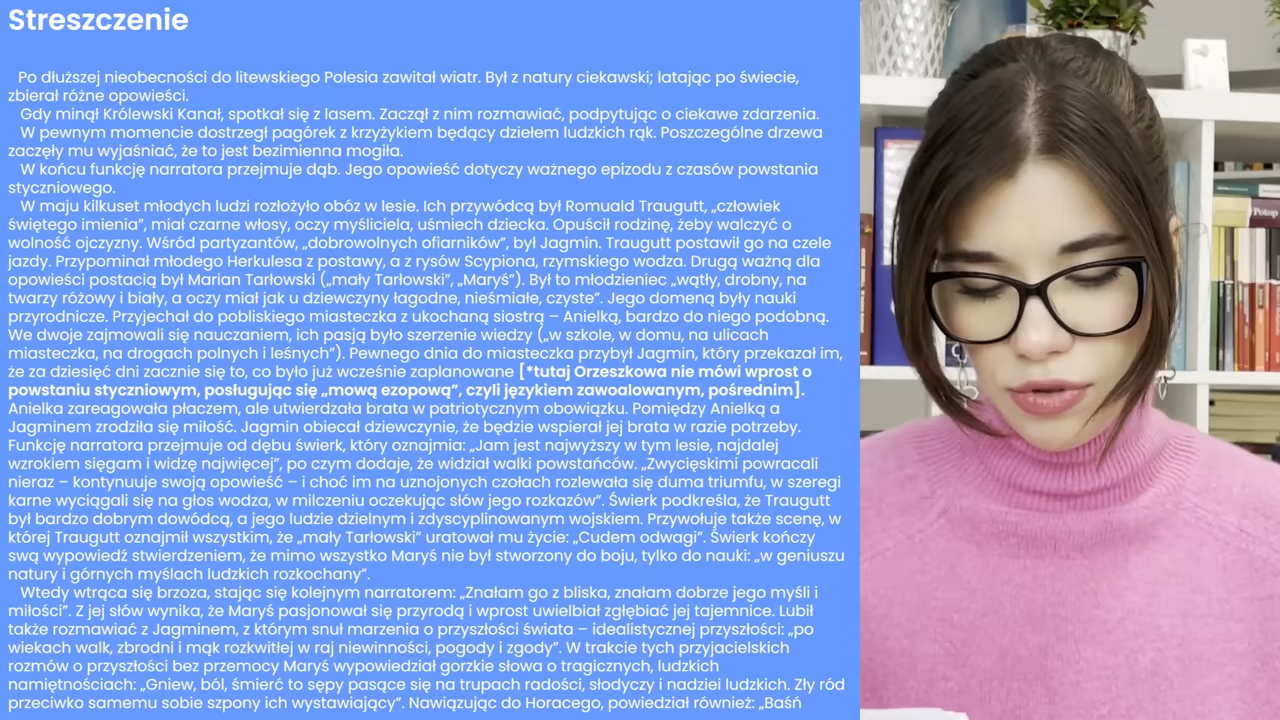 Streszczenie
Po dłuższej nieobecności do litewskiego Polesia zawitał wiatr. Był z natury ciekawski; latając po świecie,
zbierał różne opowieści.
Gdy minął Królewski Kanał, spotkał się z lasem. Zaczął z nim rozmawiać, podpytując o ciekawe zdarzenia.
W pewnym momencie dostrzegł pagórek z krzyżykiem będący dziełem ludzkich rąk. Poszczególne drzewa
zaczęły mu wyjaśniać, że to jest bezimienna mogiła.
W końcu funkcję narratora przejmuje dąb. Jego opowieść dotyczy ważnego epizodu z czasów powstania
styczniowego.
W maju kilkuset młodych ludzi rozłożyło obóz w lesie. Ich przywódcą był Romuald Traugutt, „człowiek
świętego imienia”, miał czarne włosy, oczy myśliciela, uśmiech dziecka. Opuścił rodzinę, żeby walczyć o
wolność ojczyzny. Wśród partyzantów, „dobrowolnych ofiarników”, był Jagmin. Traugutt postawił go na czele
jazdy. Przypominał młodego Herkulesa z postawy, a z rysów Scypiona, rzymskiego wodza. Drugą ważną dla
opowieści postacią był Marian Tarłowski („mały Tarłowski”, „Maryś”). Był to młodzieniec „wątły, drobny, na
twarzy różowy i biały, a oczy miał jak u dziewczyny łagodne, nieśmiałe, czyste”. Jego domeną były nauki
przyrodnicze. Przyjechał do pobliskiego miasteczka z ukochaną siostrą – Anielką, bardzo do niego podobną.
We dwoje zajmowali się nauczaniem, ich pasją było szerzenie wiedzy („w szkole, w domu, na ulicach
miasteczka, na drogach polnych i leśnych”). Pewnego dnia do miasteczka przybył Jagmin, który przekazał im,
że za dziesięć dni zacznie się to, co było już wcześnie zaplanowane [*tutaj Orzeszkowa nie mówi wprost o
powstaniu styczniowym, posługując się „mową ezopową”, czyli językiem zawoalowanym, pośrednim].
Anielka zareagowała płaczem, ale utwierdzała brata w patriotycznym obowiązku. Pomiędzy Anielką a
Jagminem zrodziła się miłość. Jagmin obiecał dziewczynie, że będzie wspierał jej brata w razie potrzeby.
Funkcję narratora przejmuje od dębu świerk, który oznajmia: „Jam jest najwyższy w tym lesie, najdalej
wzrokiem sięgam i widzę najwięcej”, po czym dodaje, że widział walki powstańców. „Zwycięskimi powracali
nieraz – kontynuuje swoją opowieść – i choć im na uznojonych czołach rozlewała się duma triumfu, w szeregi
karne wyciągali się na głos wodza, w milczeniu oczekując słów jego rozkazów”. Świerk podkreśla, że Traugutt
był bardzo dobrym dowódcą, a jego ludzie dzielnym i zdyscyplinowanym wojskiem. Przywołuje także scenę, w
której Traugutt oznajmił wszystkim, że „mały Tarłowski” uratował mu życie: „Cudem odwagi”. Świerk kończy
swą wypowiedź stwierdzeniem, że mimo wszystko Maryś nie był stworzony do boju, tylko do nauki: „w geniuszu
natury i górnych myślach ludzkich rozkochany”.
Wtedy wtrąca się brzoza, stając się kolejnym narratorem: „Znałam go z bliska, znałam dobrze jego myśli i
miłości”. Z jej słów wynika, że Maryś pasjonował się przyrodą i wprost uwielbiał zgłębiać jej tajemnice. Lubił
także rozmawiać z Jagminem, z którym snuł marzenia o przyszłości świata – idealistycznej przyszłości: „po
wiekach walk, zbrodni i mąk rozkwitłej w raj niewinności, pogody i zgody”. W trakcie tych przyjacielskich
rozmów o przyszłości bez przemocy Maryś wypowiedział gorzkie słowa o tragicznych, ludzkich
namiętnościach: „Gniew, ból, śmierć to sępy pasące się na trupach radości, słodyczy i nadziei ludzkich. Zły ród
przeciwko samemu sobie szpony ich wystawiający”. Nawiązując do Horacego, powiedział również: „Baśń
Potop